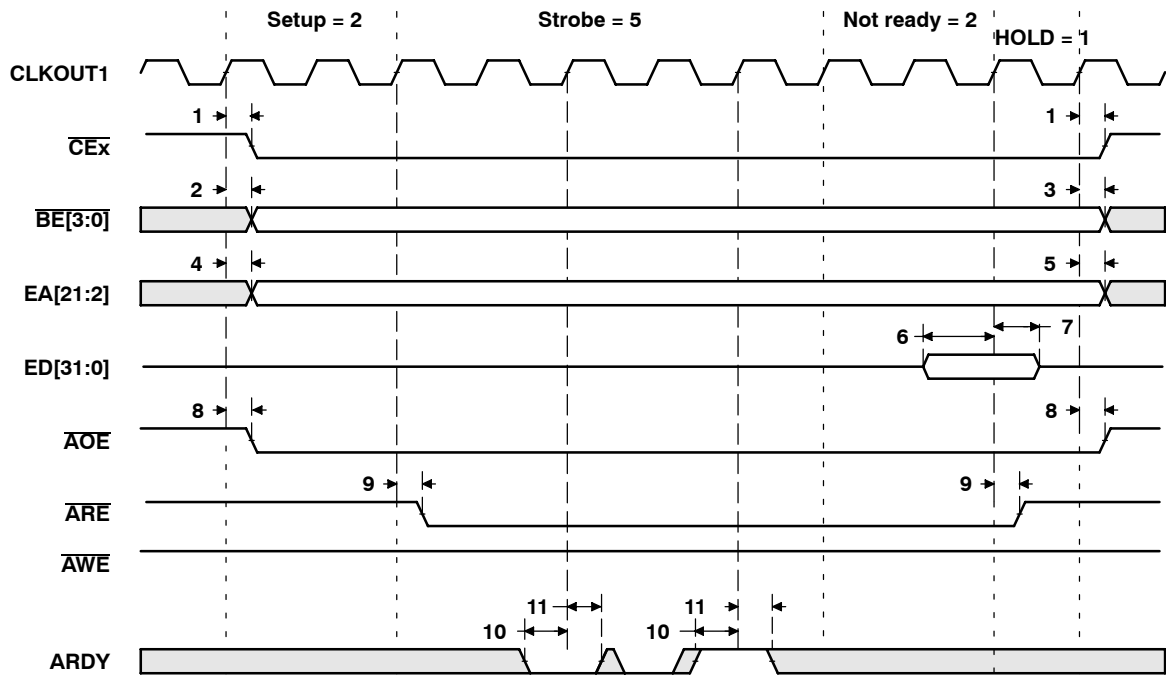 Setup = 2
Strobe = 5
Not ready = 2
HOLD = 1
CLKOUT1
1
1
CEx
2
3
BE[3:0]
4
5
EA[21:2]
6
7
ED[31:0]
8
8
AOE
9
9
ARE
AWE
11
11
10
10
ARDY